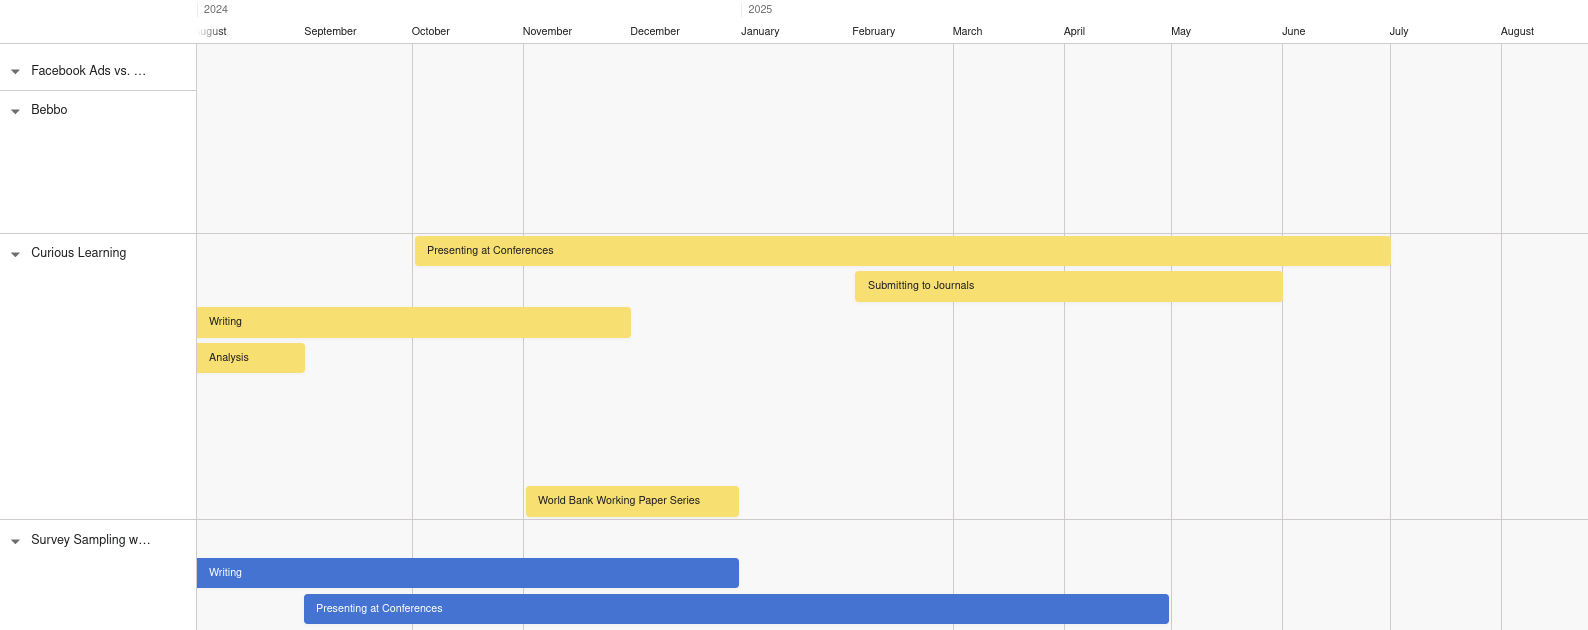 2024 2025
ugust September October November December January February March April May June July August
Facebook Ads vs. …
Bebbo
Curious Learning
Presenting at Conferences
Submitting to Journals
Writing
Analysis
World Bank Working Paper Series
Survey Sampling w…
Writing
Presenting at Conferences